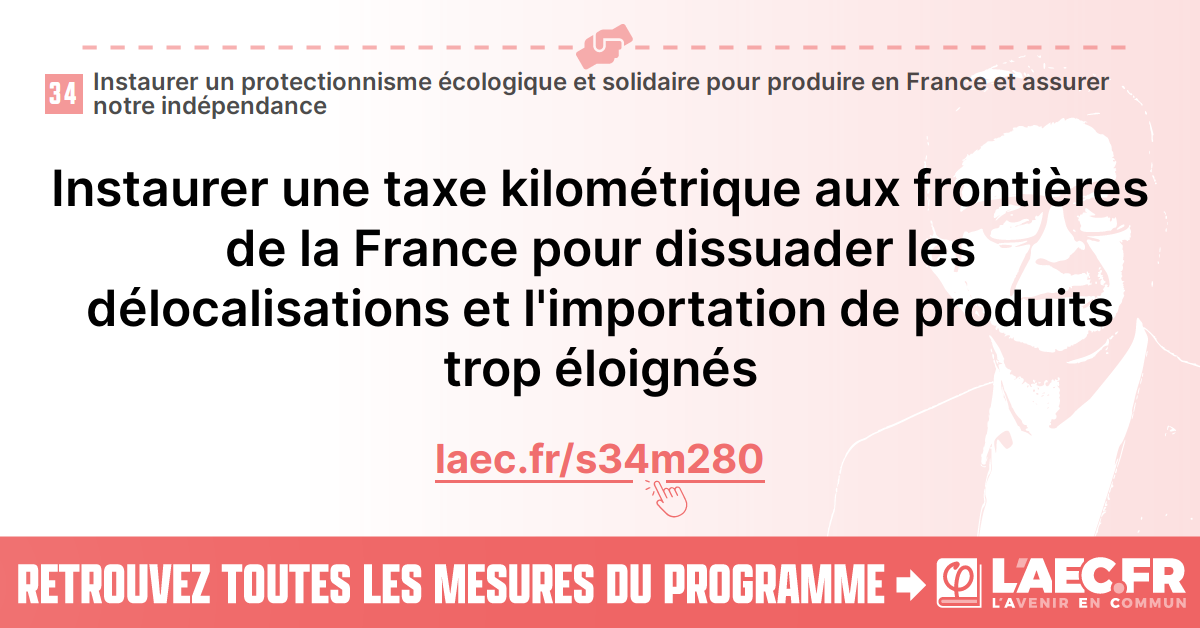 34
Instaurer un protectionnisme écologique et solidaire pour produire en France et assurer
notre indépendance
Instaurer une taxe kilométrique aux frontières
de la France pour dissuader les
délocalisations et l'importation de produits
trop éloignés
laec.fr/s34m280
RETROUVEZ TOUTES LES MESURES DU PROGRAMME
φ
L'AEC.FR
L'AVENIR EN COMMUN